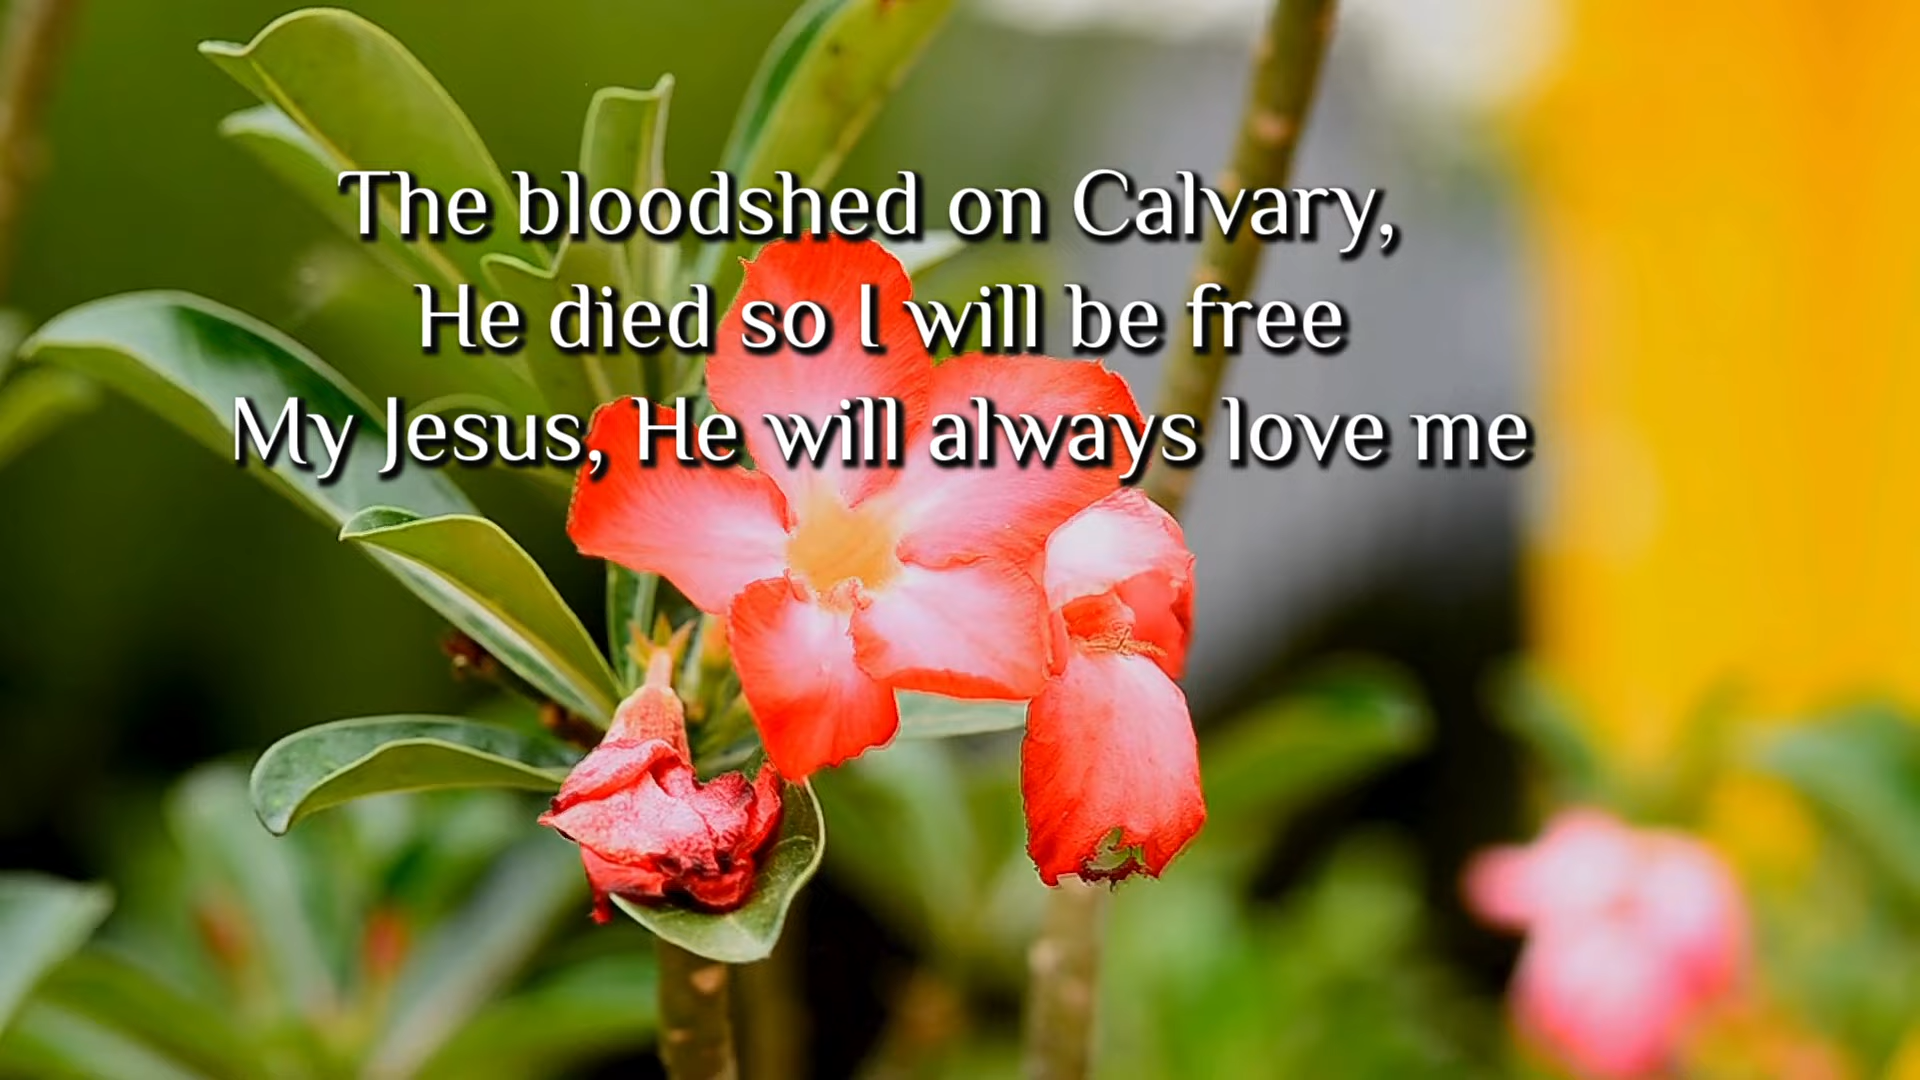 The bloodshed on Calvary,
He died so I will be free
My Jesus, He will always love me